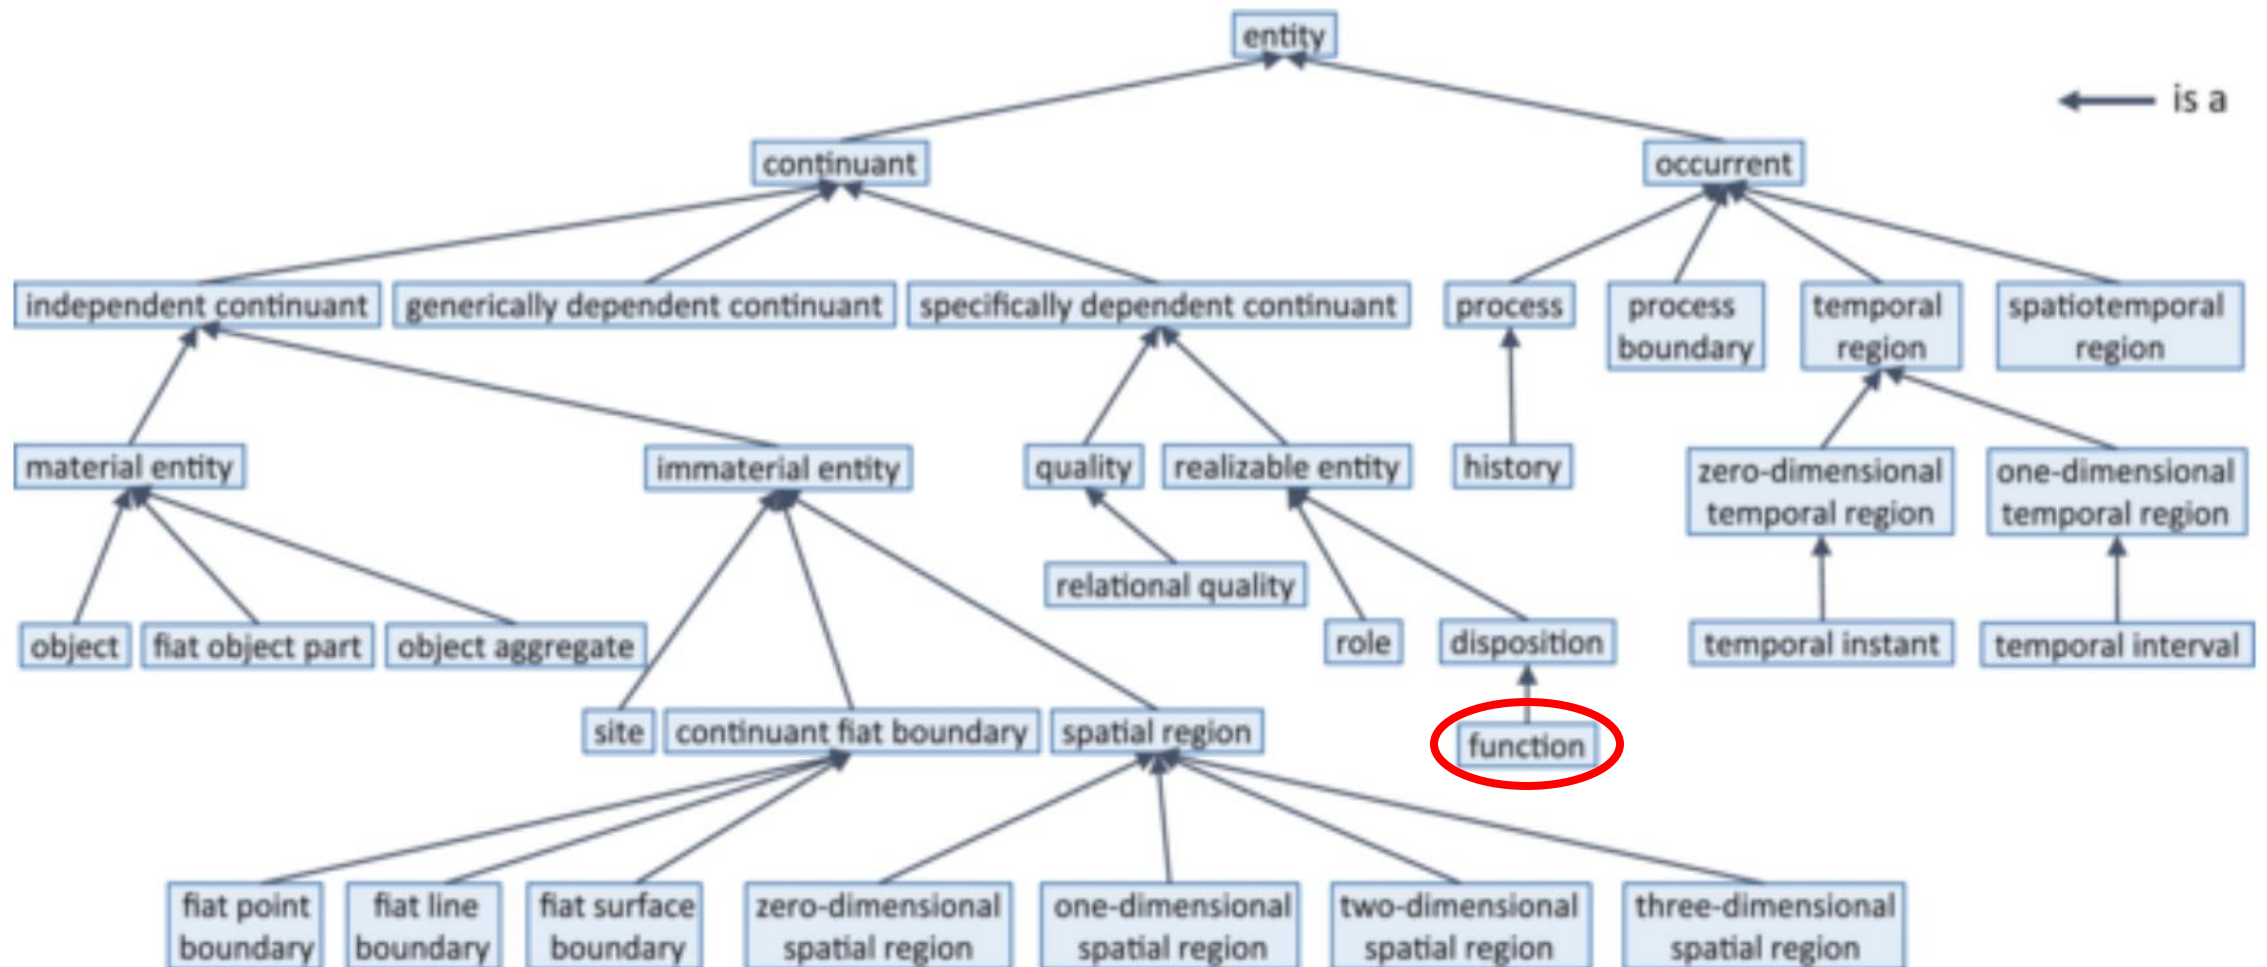 entity
is a
continuant
occurrent
independent continuant
generically dependent continuant
specifically dependent continuant
process
process
boundary
temporal
region
spatiotemporal
region
material entity
immaterial entity
quality
realizable entity
history
zero-dimensional
temporal region
one-dimensional
temporal region
relational quality
object
fiat object part
object aggregate
role
disposition
temporal instant
temporal interval
site
continuant fiat boundary
spatial region
function
fiat point
boundary
fiat line
boundary
fiat surface
boundary
zero-dimensional
spatial region
one-dimensional
spatial region
two-dimensional
spatial region
three-dimensional
spatial region